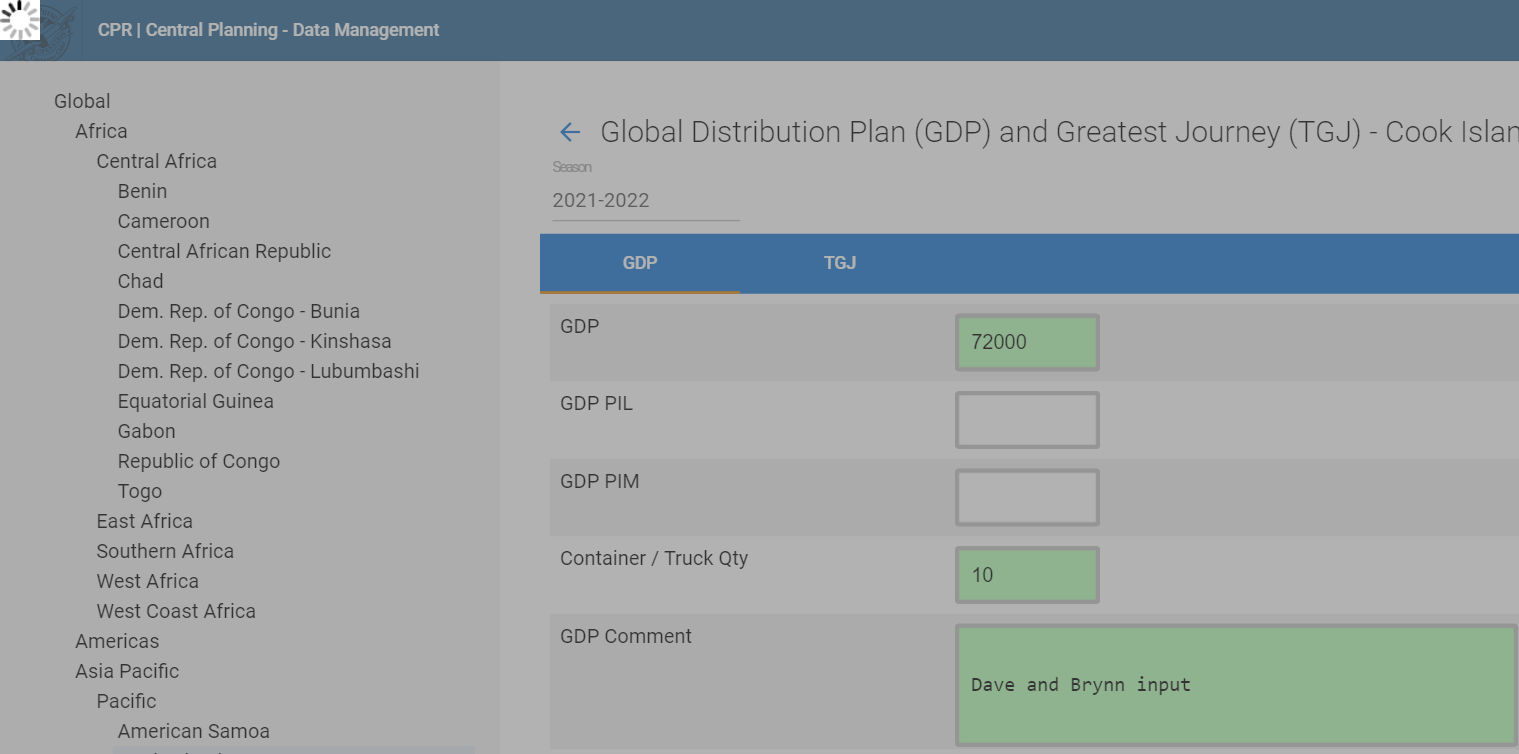 CPR | Central Planning - Data Management
Global
Africa
Central Africa
Benin
Cameroon
Central African Republic
Chad
Dem. Rep. of Congo - Bunia
Dem. Rep. of Congo - Kinshasa
Dem. Rep. of Congo - Lubumbashi
Equatorial Guinea
Gabon
Republic of Congo
Togo
East Africa
Southern Africa
West Africa
West Coast Africa
Americas
Asia Pacific
Pacific
American Samoa
Global Distribution Plan (GDP) and Greatest Journey (TGJ) - Cook Islan
Season
2021-2022
GDP TGJ
GDP 72000
GDP PIL
GDP PIM
Container / Truck Qty 10
GDP Comment
Dave and Brynn input